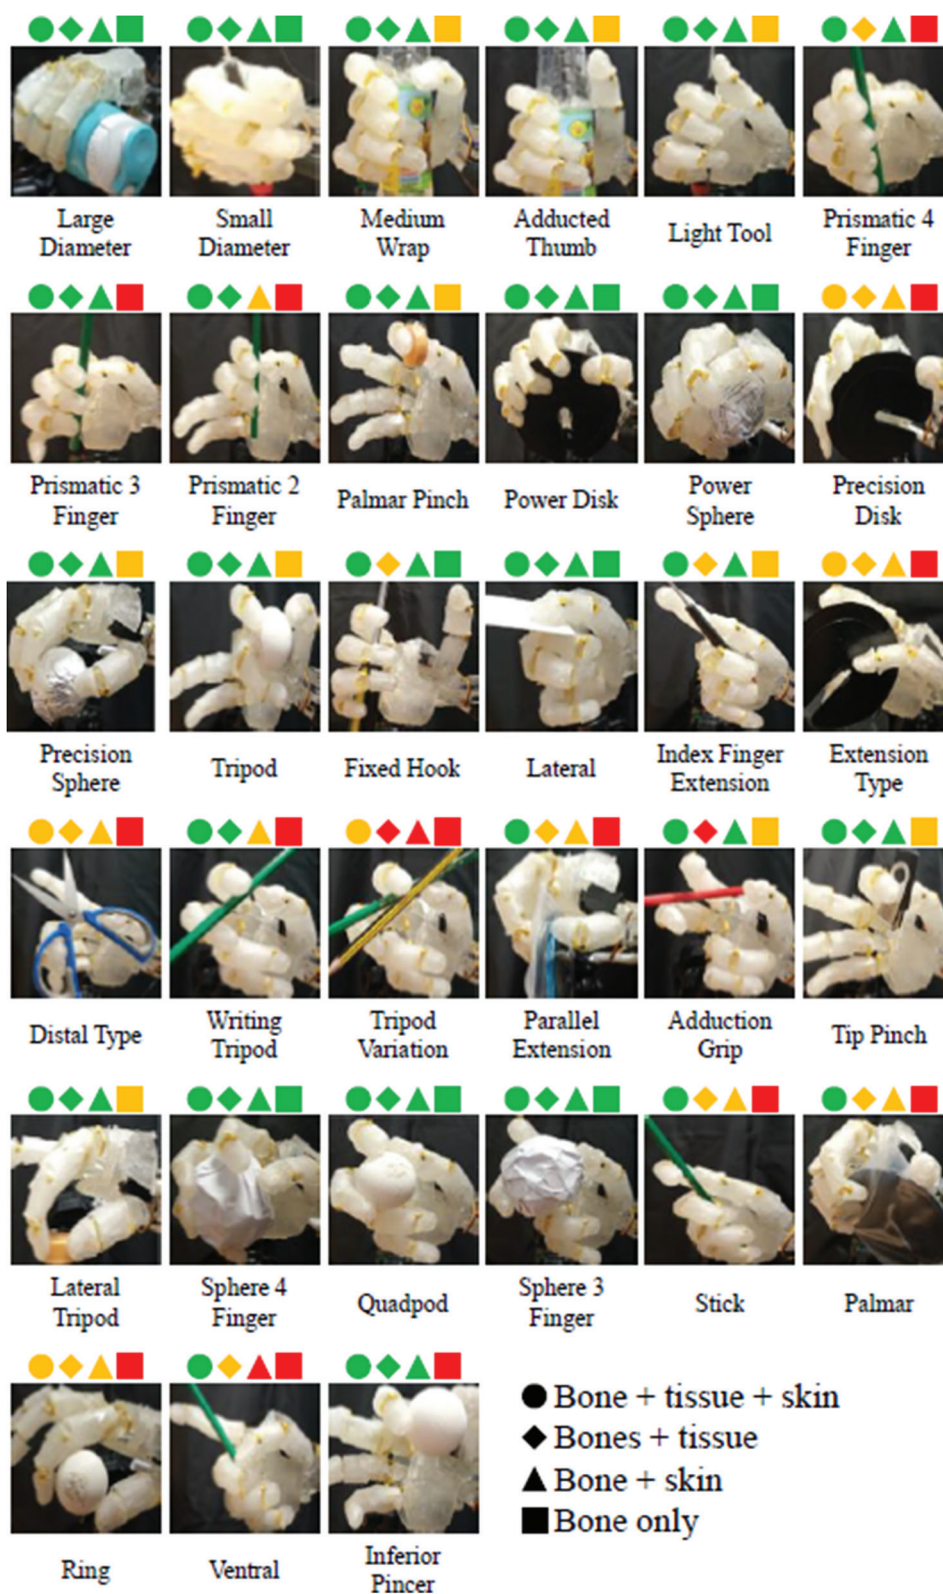 Large
Diameter
Small
Diameter
Medium
Wrap
Adducted
Thumb
Light Tool
Prismatic 4
Finger
Prismatic 3
Finger
Prismatic 2
Finger
Palmar Pinch
Power Disk
Power
Sphere
Precision
Disk
Precision
Sphere
Tripod
Fixed Hook
Lateral
Index Finger
Extension
Extension
Type
Distal Type
Writing
Tripod
Tripod
Variation
Parallel
Extension
Adduction
Grip
Tip Pinch
Lateral
Tripod
Sphere 4
Finger
Quadpod
Sphere 3
Finger
Stick
Palmar
Ring
Ventral
Inferior
Pincer
Bone + tissue + skin
Bones + tissue
Bone + skin
Bone only